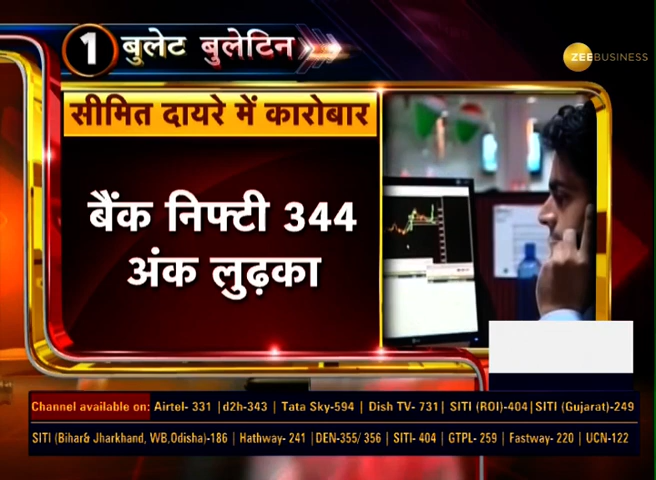 1 बुलेट बुलेटिन
ZEEBUSINESS
सीमित दायरे में कारोबार
बैंक निफ्टी 344
अंक लुढ़का
Channel available on: Airtel- 331 |d2h-343 | Tata Sky-594 | Dish TV- 731| SITI (ROI)-404|SITI (Gujarat)-249
SITI (Bihar& Jharkhand, WB,Odisha)-186 |Hathway- 241 |DEN-355/ 356 | SITI- 404 | GTPL- 259 | Fastway- 220 | UCN-122